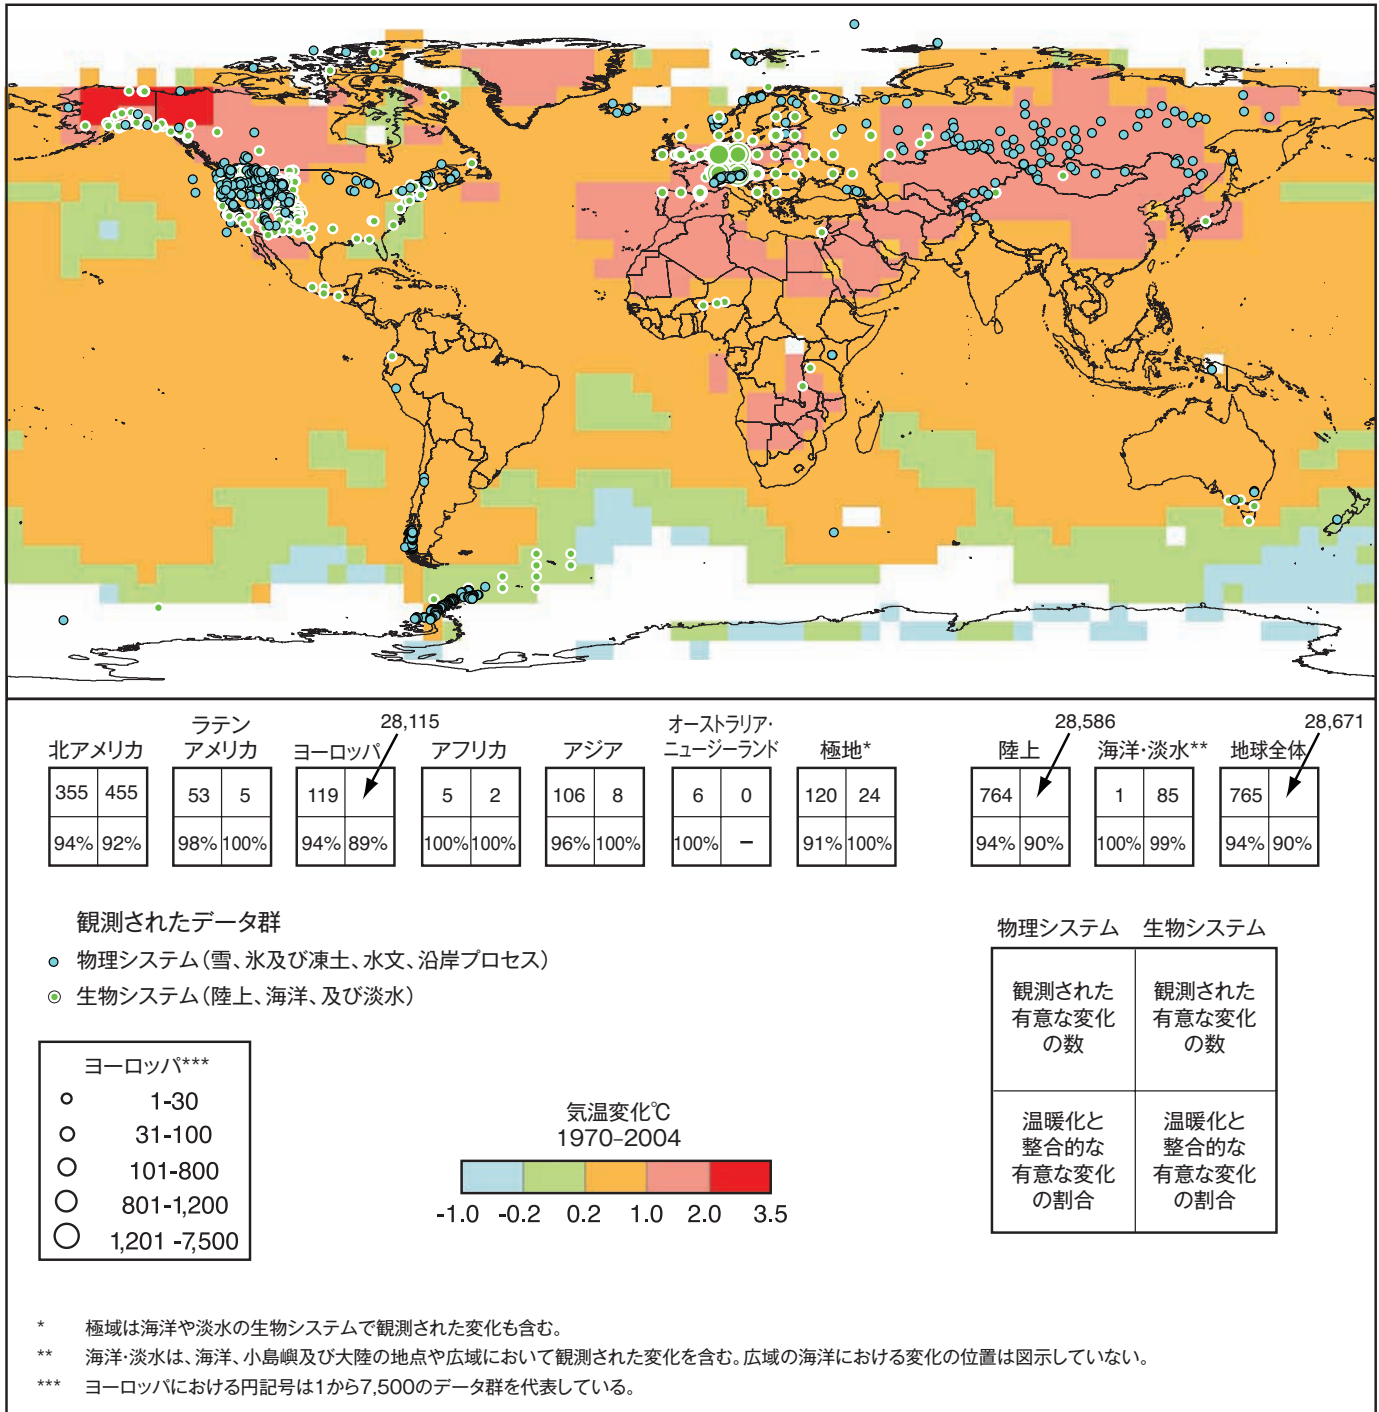 28,115
28,586
28,671
北アメリカ
ラテン
アメリカ
ヨーロッパ
アフリカ
アジア
オーストラリア・
ニュージーランド
極地*
陸上
海洋・淡水**
地球全体
355 455 53 5 119 5 2 106 8 6 0 120 24 764 1 85 765
94% 92% 98% 100% 94% 89% 100% 100% 96% 100% 100% – 91% 100% 94% 90% 100% 99% 94% 90%
観測されたデータ群
物理システム（雪、氷及び凍土、水文、沿岸プロセス）
生物システム（陸上、海洋、及び淡水）
ヨーロッパ***
1-30
31-100
101-800
801-1,200
1,201 -7,500
気温変化℃
1970–2004
-1.0 -0.2 0.2 1.0 2.0 3.5
物理システム 生物システム
観測された 観測された
有意な変化 有意な変化
の数 の数
温暖化と 温暖化と
整合的な 整合的な
有意な変化 有意な変化
の割合 の割合
* 極域は海洋や淡水の生物システムで観測された変化も含む。
** 海洋・淡水は、海洋、小島嶼及び大陸の地点や広域において観測された変化を含む。広域の海洋における変化の位置は図示していない。
*** ヨーロッパにおける円記号は1から7,500のデータ群を代表している。